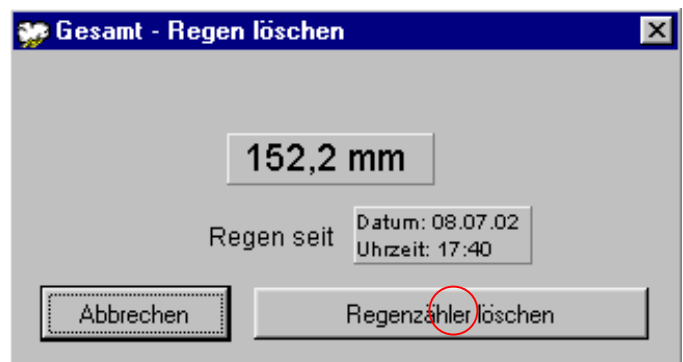 Gesamt - Regen löschen
152,2 mm
Regen seit
Datum: 08.07.02
Uhrzeit: 17:40
Abbrechen
Regenzähler löschen